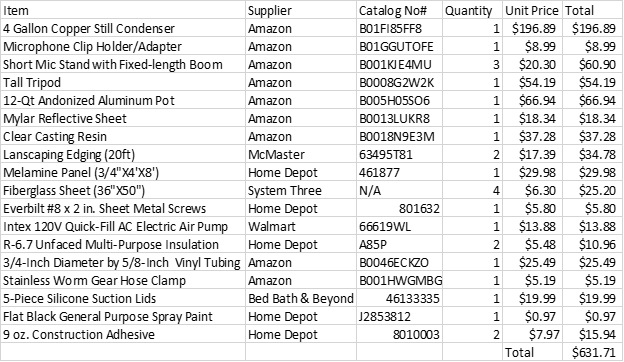 Item Supplier Catalog No# Quantity Unit Price Total
4 Gallon Copper Still Condenser Amazon B01FI85FF8 1 $196.89 $196.89
Microphone Clip Holder/Adapter Amazon B01GGUTOFE 1 $8.99 $8.99
Short Mic Stand with Fixed-length Boom Amazon B001KJE4MU 3 $20.30 $60.90
Tall Tripod Amazon B0008G2W2K 1 $54.19 $54.19
12-Qt Andonized Aluminum Pot Amazon B005H05SO6 1 $66.94 $66.94
Mylar Reflective Sheet Amazon B0013LUKR8 1 $18.34 $18.34
Clear Casting Resin Amazon B0018N9E3M 1 $37.28 $37.28
Lanscaping Edging (20ft) McMaster 63495T81 2 $17.39 $34.78
Melamine Panel (3/4"X4'X8') Home Depot 461877 1 $29.98 $29.98
Fiberglass Sheet (36"X50") System Three N/A 4 $6.30 $25.20
Everbilt #8 x 2 in. Sheet Metal Screws Home Depot 801632 1 $5.80 $5.80
Intex 120V Quick-Fill AC Electric Air Pump Walmart 66619WL 1 $13.88 $13.88
R-6.7 Unfaced Multi-Purpose Insulation Home Depot A85P 2 $5.48 $10.96
3/4-Inch Diameter by 5/8-Inch Vinyl Tubing Amazon B0046ECKZO 1 $25.49 $25.49
Stainless Worm Gear Hose Clamp Amazon B001HWGMBG 1 $5.19 $5.19
5-Piece Silicone Suction Lids Bed Bath & Beyond 46133335 1 $19.99 $19.99
Flat Black General Purpose Spray Paint Home Depot J2853812 1 $0.97 $0.97
9 oz. Construction Adhesive Home Depot 8010003 2 $7.97 $15.94
Total $631.71